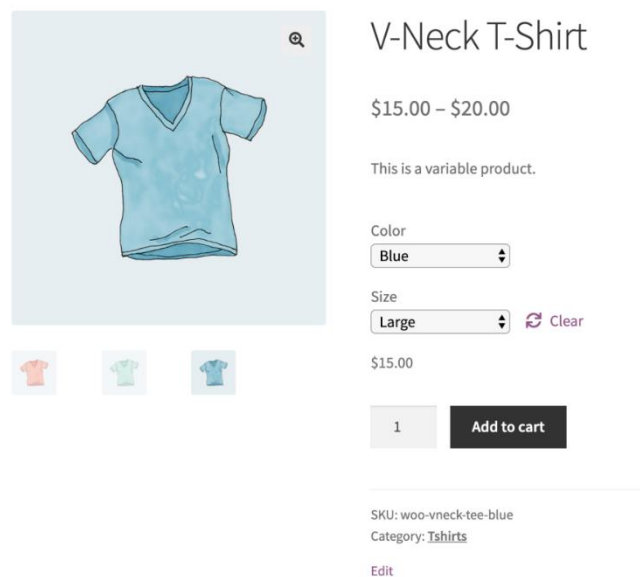 V-Neck T-Shirt
$15.00 – $20.00
This is a variable product.
Color
Blue
Size
Large
Clear
$15.00
1
Add to cart
SKU: woo-vneck-tee-blue
Category: Tshirts
Edit